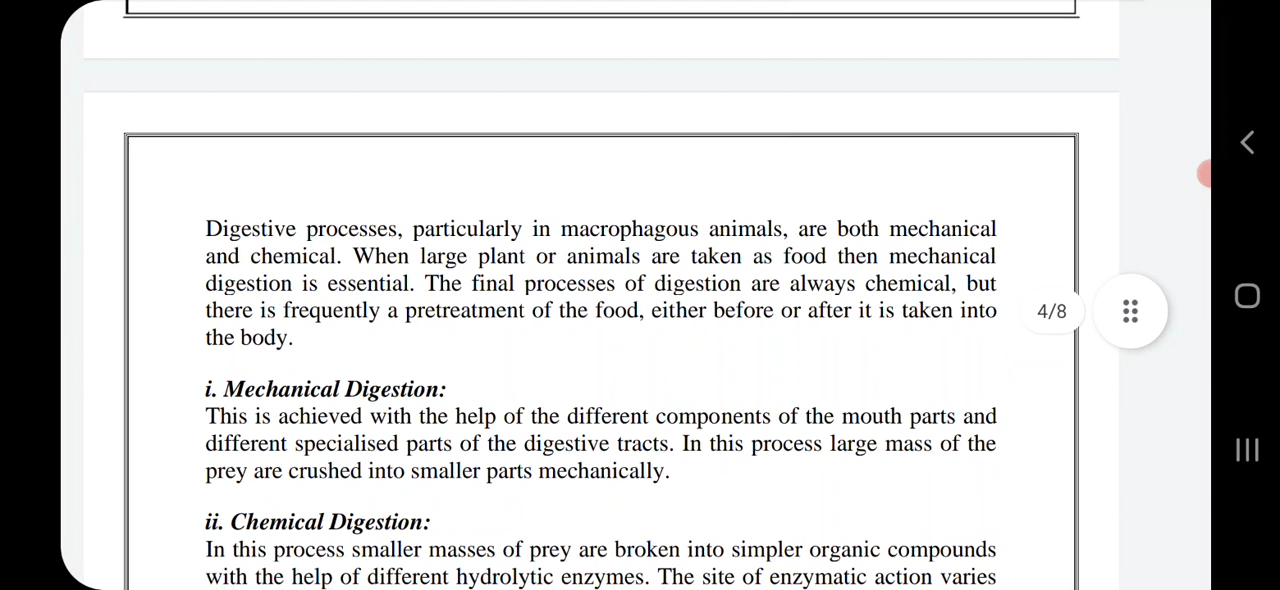 Digestive processes, particularly in macrophagous animals, are both mechanical
and chemical. When large plant or animals are taken as food then mechanical
digestion is essential. The final processes of digestion are always chemical, but
there is frequently a pretreatment of the food, either before or after it is taken into
the body.
4/8
i. Mechanical Digestion:
This is achieved with the help of the different components of the mouth parts and
different specialised parts of the digestive tracts. In this process large mass of the
prey are crushed into smaller parts mechanically.
ii. Chemical Digestion:
In this process smaller masses of prey are broken into simpler organic compounds
with the help of different hydrolytic enzymes. The site of enzymatic action varies